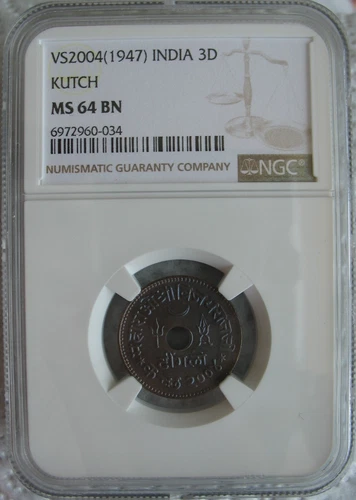 VS2004(1947) INDIA 3D
KUTCH
MS 64 BN
6972960-034
NUMISMATIC GUARANTY COMPANY
NGC